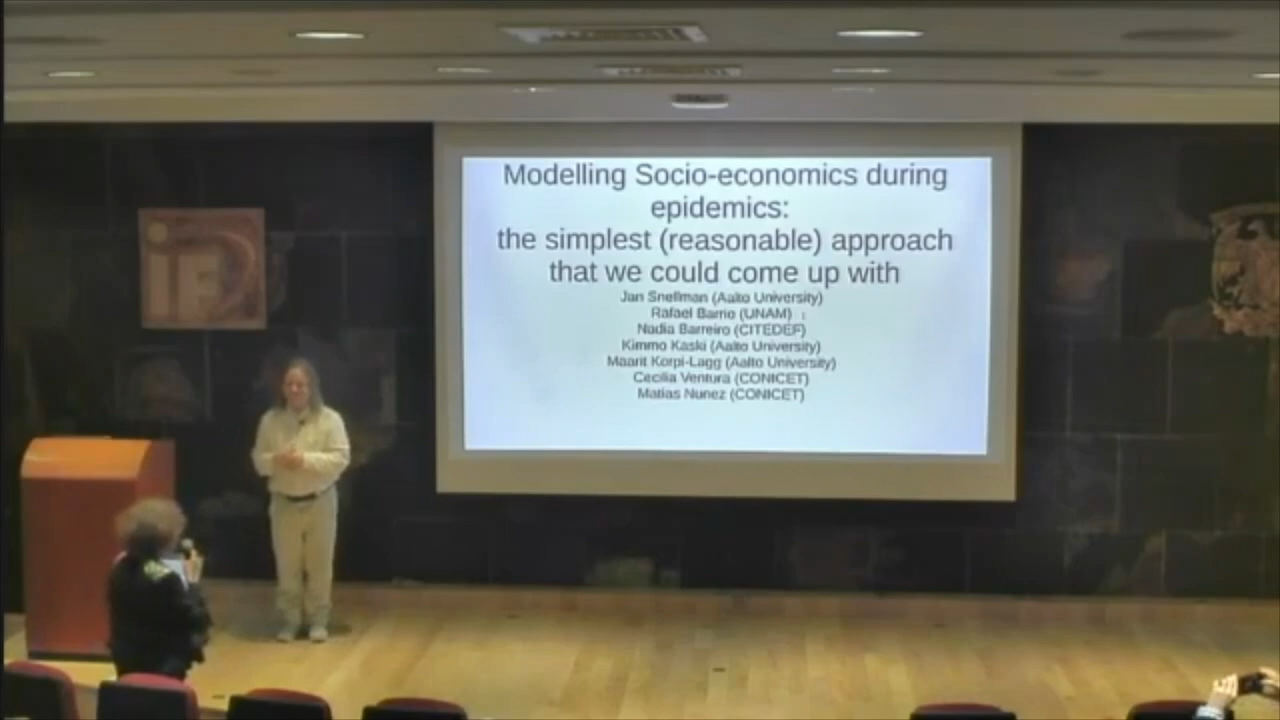 Modelling Socio-economics during
epidemics:
the simplest (reasonable) approach
that we could come up with
Jan Snellman (Aalto University)
Rafael Barrio (UNAM)
Nadia Barreiro (CITEDEF)
Kimmo Kaski (Aalto University)
Maarit Korpi-Lagg (Aalto University)
Cecilia Ventura (CONICET)
Matias Nunez (CONICET)
IF